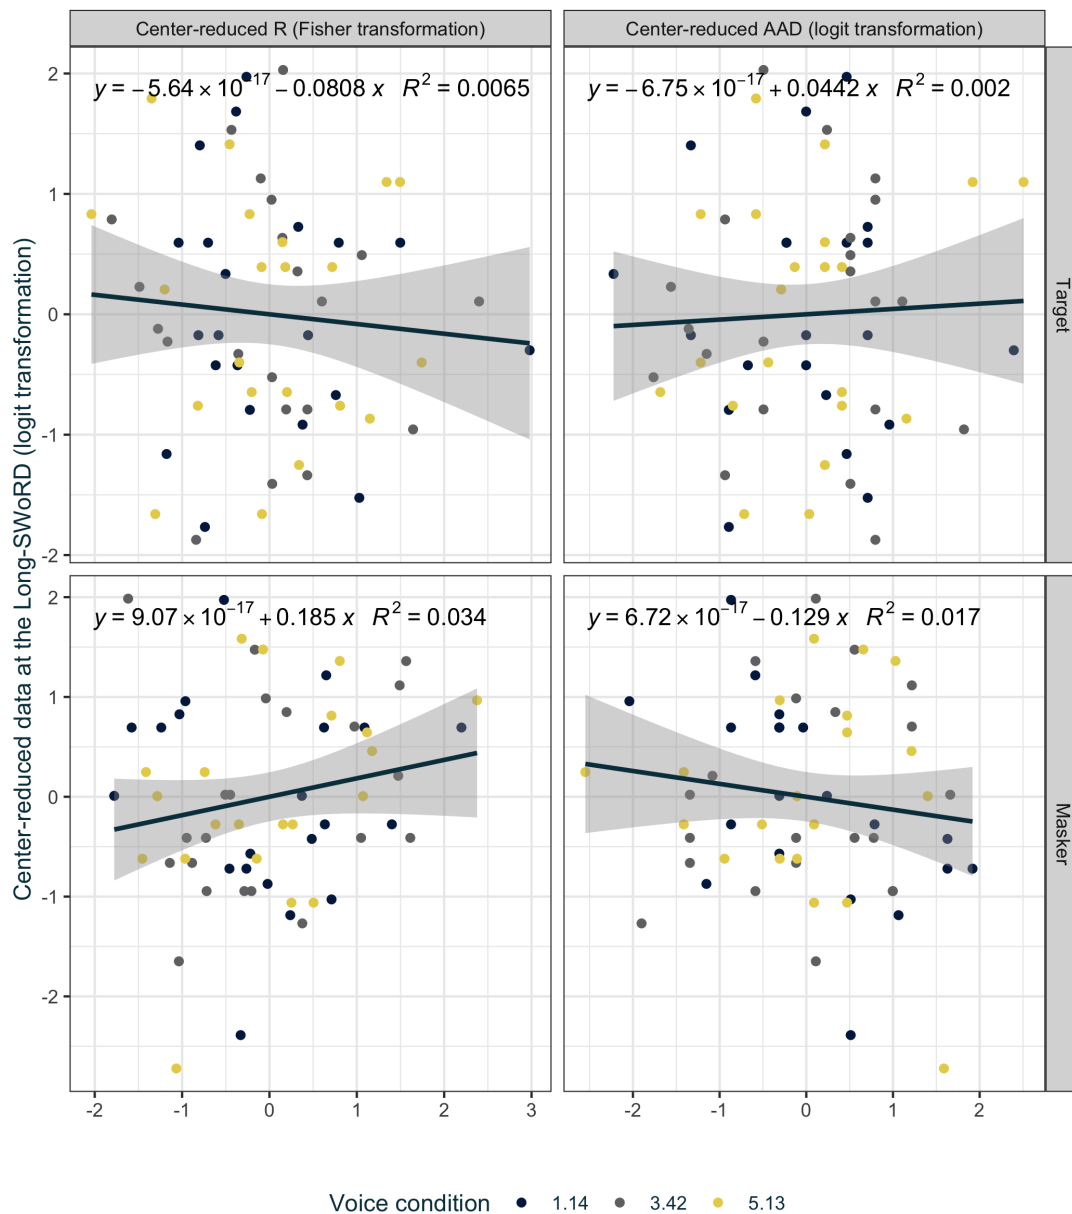 Center-reduced R (Fisher transformation)
Center-reduced AAD (logit transformation)
y = −5.64 × 10⁻¹⁷ − 0.0808 x R² = 0.0065
y = −6.75 × 10⁻¹⁷ + 0.0442 x R² = 0.002
2
1
0
-1
-2
Target
y = 9.07 × 10⁻¹⁷ + 0.185 x R² = 0.034
y = 6.72 × 10⁻¹⁷ − 0.129 x R² = 0.017
2
1
0
-1
-2
Masker
Center-reduced data at the Long-SWoRD (logit transformation)
-2 -1 0 1 2 3
-2 -1 0 1 2
Voice condition 1.14 3.42 5.13